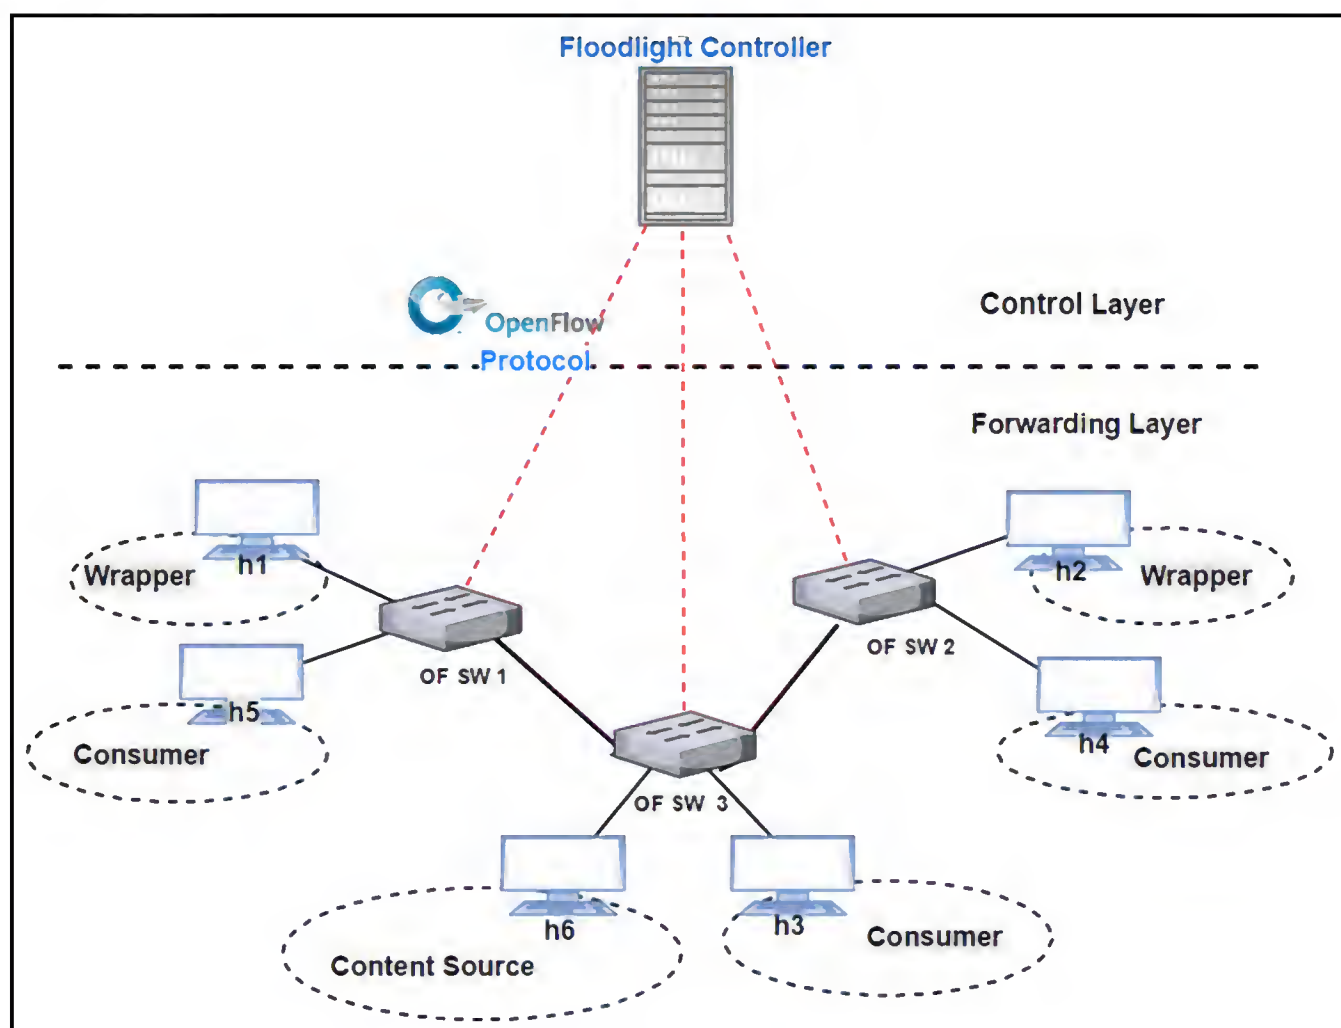 Floodlight Controller
OpenFlow
Protocol
Control Layer
Forwarding Layer
h1
Wrapper
h2
Wrapper
OF SW 1
OF SW 2
h5
Consumer
h4
Consumer
OF SW 3
h6
Content Source
h3
Consumer